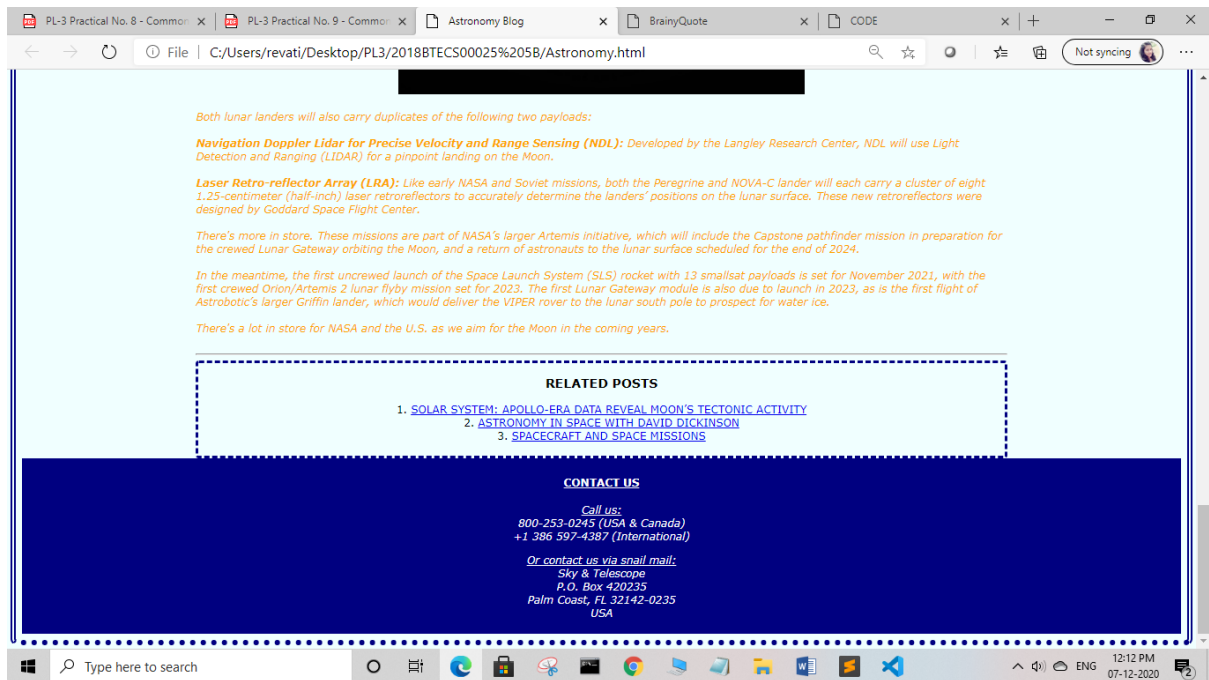 PL-3 Practical No. 8 - Common
PL-3 Practical No. 9 - Common
Astronomy Blog
BrainyQuote
CODE
File
C:/Users/revati/Desktop/PL3/2018BTECS00025%205B/Astronomy.html
Not syncing
Both lunar landers will also carry duplicates of the following two payloads:
Navigation Doppler Lidar for Precise Velocity and Range Sensing (NDL): Developed by the Langley Research Center, NDL will use Light
Detection and Ranging (LIDAR) for a pinpoint landing on the Moon.
Laser Retro-reflector Array (LRA): Like early NASA and Soviet missions, both the Peregrine and NOVA-C lander will each carry a cluster of eight
1.25-centimeter (half-inch) laser retroreflectors to accurately determine the landers’ positions on the lunar surface. These new retroreflectors were
designed by Goddard Space Flight Center.
There’s more in store. These missions are part of NASA’s larger Artemis initiative, which will include the Capstone pathfinder mission in preparation for
the crewed Lunar Gateway orbiting the Moon, and a return of astronauts to the lunar surface scheduled for the end of 2024.
In the meantime, the first uncrewed launch of the Space Launch System (SLS) rocket with 13 smallsat payloads is set for November 2021, with the
first crewed Orion/Artemis 2 lunar flyby mission set for 2023. The first Lunar Gateway module is also due to launch in 2023, as is the first flight of
Astrobotic’s larger Griffin lander, which would deliver the VIPER rover to the lunar south pole to prospect for water ice.
There’s a lot in store for NASA and the U.S. as we aim for the Moon in the coming years.
RELATED POSTS
1. SOLAR SYSTEM: APOLLO-ERA DATA REVEAL MOON’S TECTONIC ACTIVITY
2. ASTRONOMY IN SPACE WITH DAVID DICKINSON
3. SPACECRAFT AND SPACE MISSIONS
CONTACT US
Call us:
800-253-0245 (USA & Canada)
+1 386 597-4387 (International)
Or contact us via snail mail:
Sky & Telescope
P.O. Box 420235
Palm Coast, FL 32142-0235
USA
Type here to search
ENG
12:12 PM
07-12-2020
2